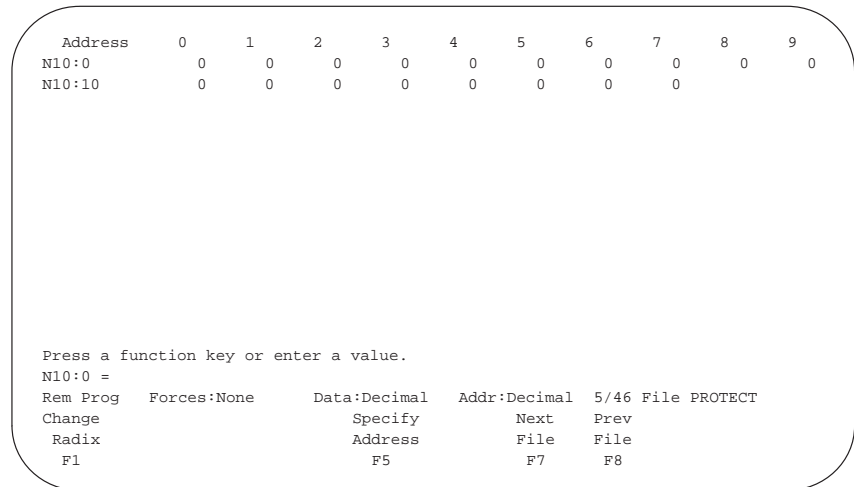 Address 0 1 2 3 4 5 6 7 8 9
N10:0 0 0 0 0 0 0 0 0 0 0
N10:10 0 0 0 0 0 0 0 0
Press a function key or enter a value.
N10:0 =
Rem Prog Forces:None Data:Decimal Addr:Decimal 5/46 File PROTECT
Change Specify Next Prev
Radix Address File File
F1 F5 F7 F8